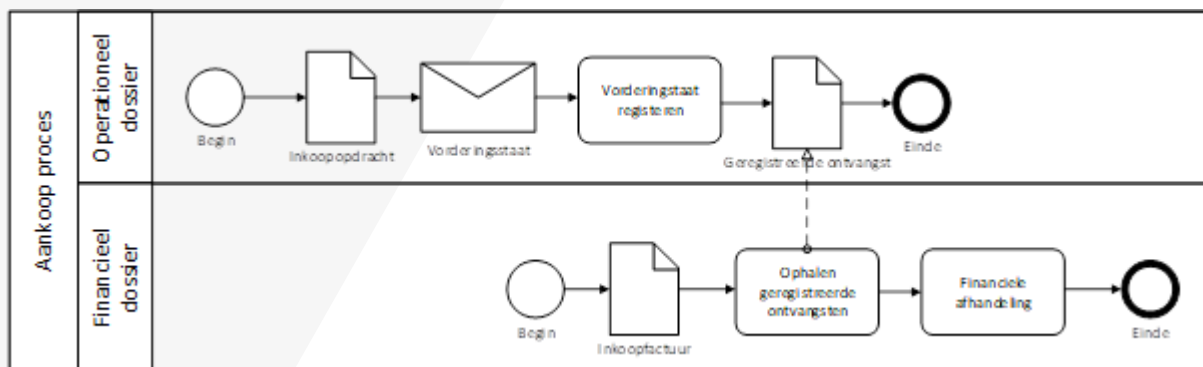 Aankoop proces
Operationeel
dossier
Begin
Inkoopopdracht
Vorderingsstaat
Vorderingstaat
registeren
Geregistreerde ontvangst
Einde
Financieel
dossier
Begin
Inkoopfactuur
Ophalen
geregistreerde
ontvangsten
Financiele
afhandeling
Einde